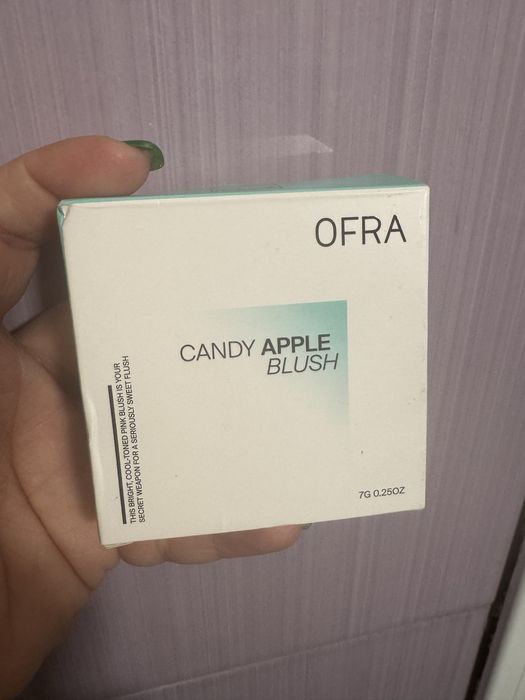 OFRA
CANDY APPLE
BLUSH
THIS BRIGHT, COOL-TONED PINK BLUSH IS YOUR
SECRET WEAPON FOR A SERIOUSLY SWEET FLUSH
7G 0.25OZ